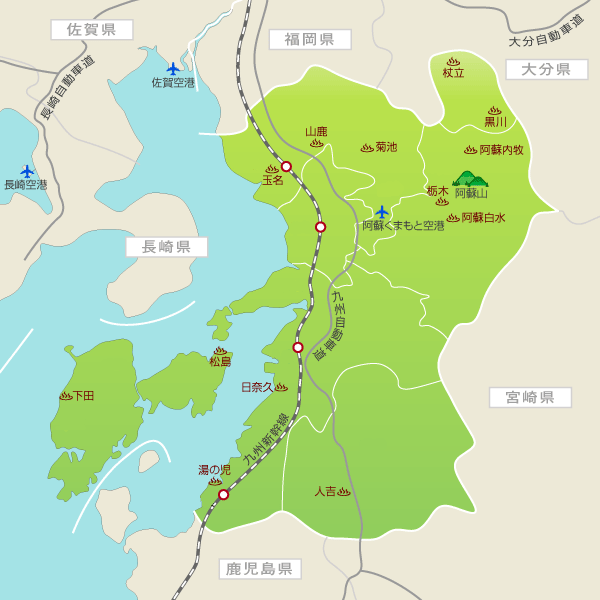 佐賀県
福岡県
大分自動車道
大分県
長崎自動車道
佐賀空港
杖立
黒川
山鹿
菊池
阿蘇内牧
玉名
長崎空港
栃木
阿蘇山
阿蘇白水
阿蘇くまもと空港
長崎県
九州自動車道
松島
日奈久
下田
宮崎県
九州新幹線
湯の児
人吉
鹿児島県